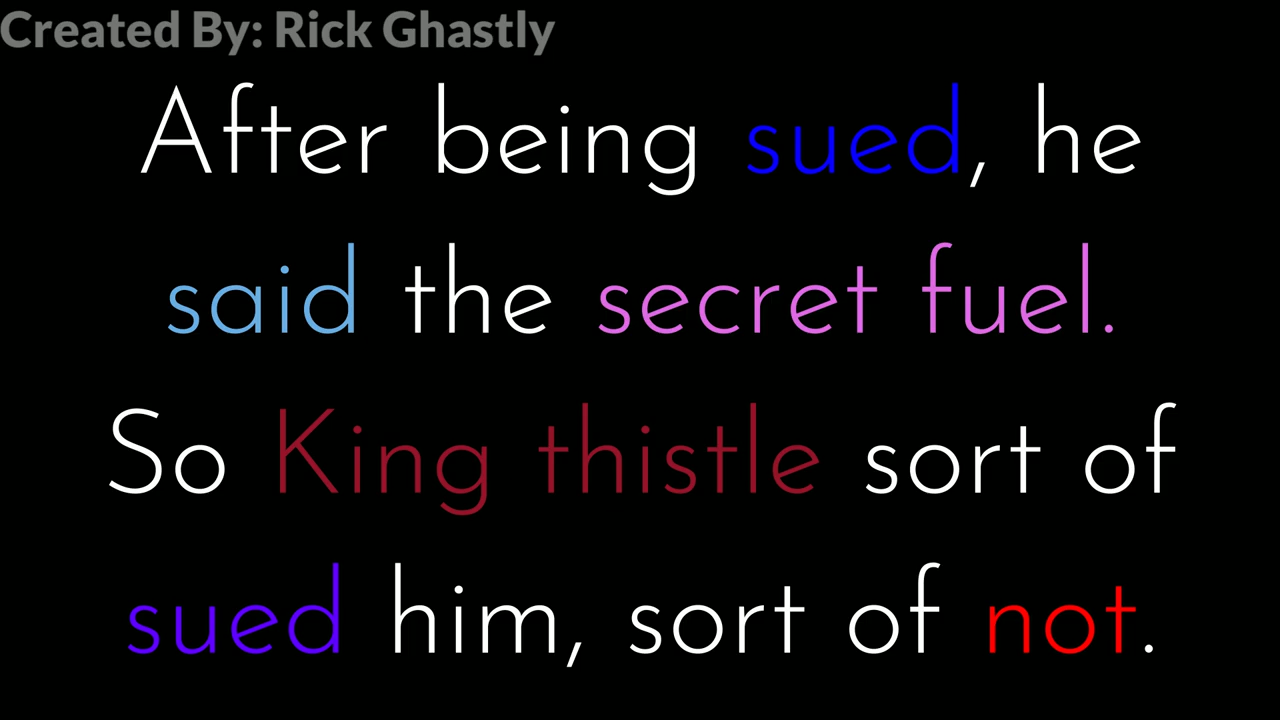 Created By: Rick Ghastly
After being sued, he
said the secret fuel.
So King thistle sort of
sued him, sort of not.